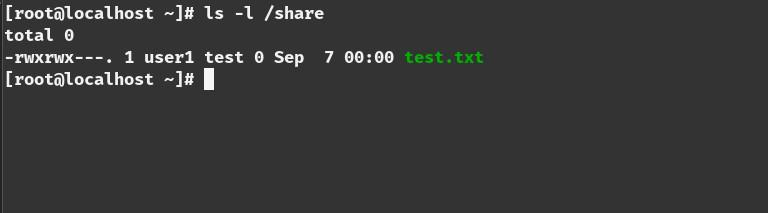 [root@localhost ~]# ls -l /share
total 0
-rwxrwx---. 1 user1 test 0 Sep  7 00:00 test.txt
[root@localhost ~]#